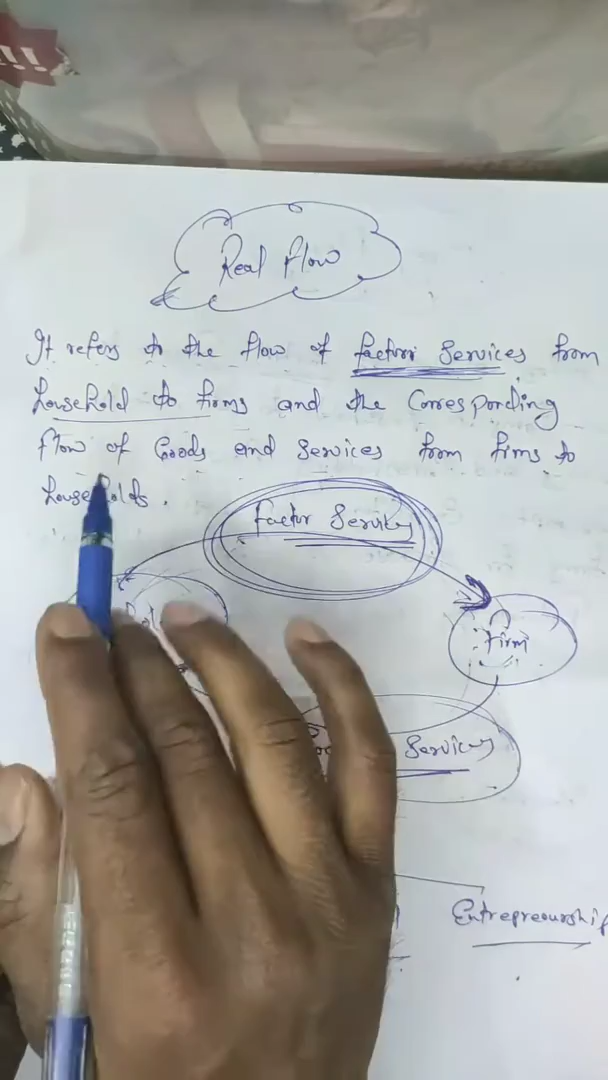 !!!
Real flow
It refers to the flow of factor services from
household to firms and the Corresponding
flow of Goods and services from firms to
households.
factor Services
Firm
Services
Entrepreneurship